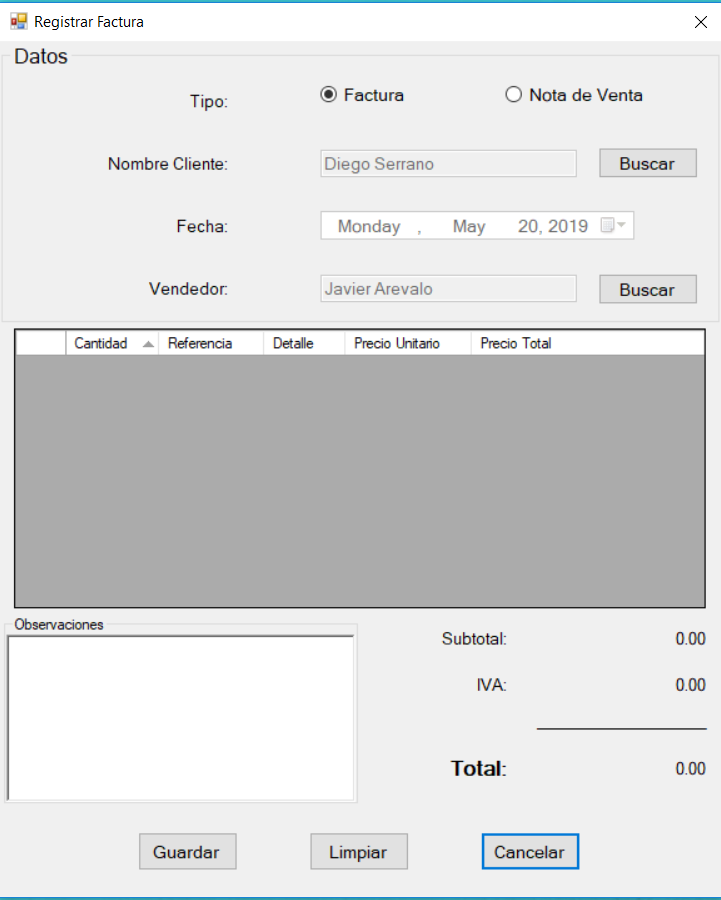 Registrar Factura
Datos
Tipo: Factura Nota de Venta
Nombre Cliente: Diego Serrano Buscar
Fecha: Monday , May 20, 2019
Vendedor: Javier Arevalo Buscar
Cantidad Referencia Detalle Precio Unitario Precio Total
Observaciones
Subtotal: 0.00
IVA: 0.00
Total: 0.00
Guardar Limpiar Cancelar